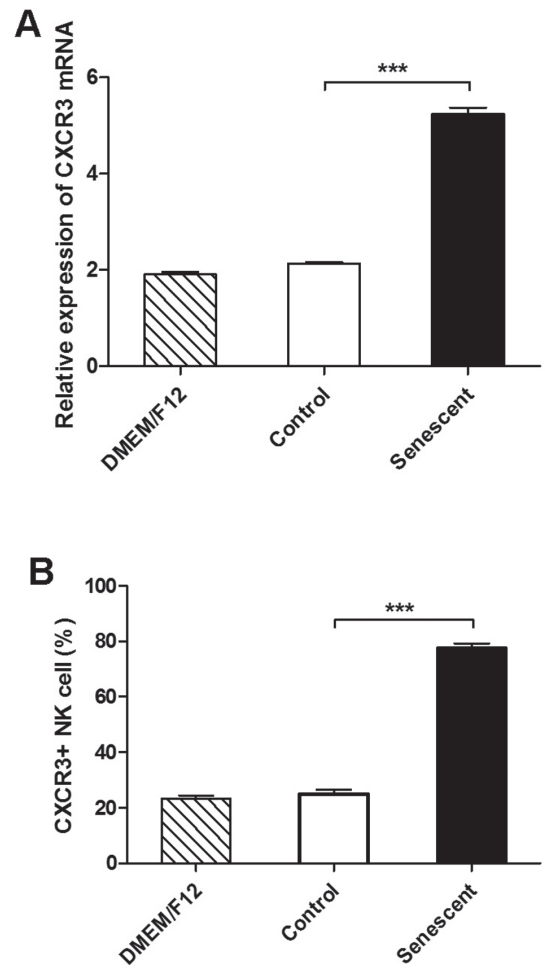 A
Relative expression of CXCR3 mRNA
6
4
2
0
***
DMEM/F12
Control
Senescent
B
CXCR3+ NK cell (%)
100
80
60
40
20
0
***
DMEM/F12
Control
Senescent